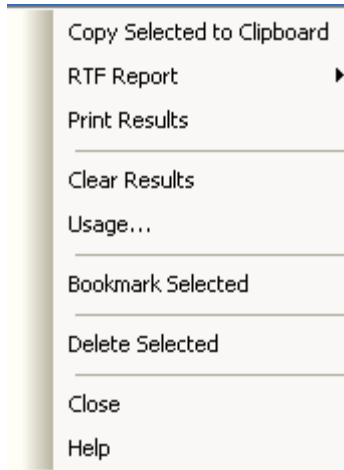 Copy Selected to Clipboard
RTF Report
Print Results
Clear Results
Usage...
Bookmark Selected
Delete Selected
Close
Help